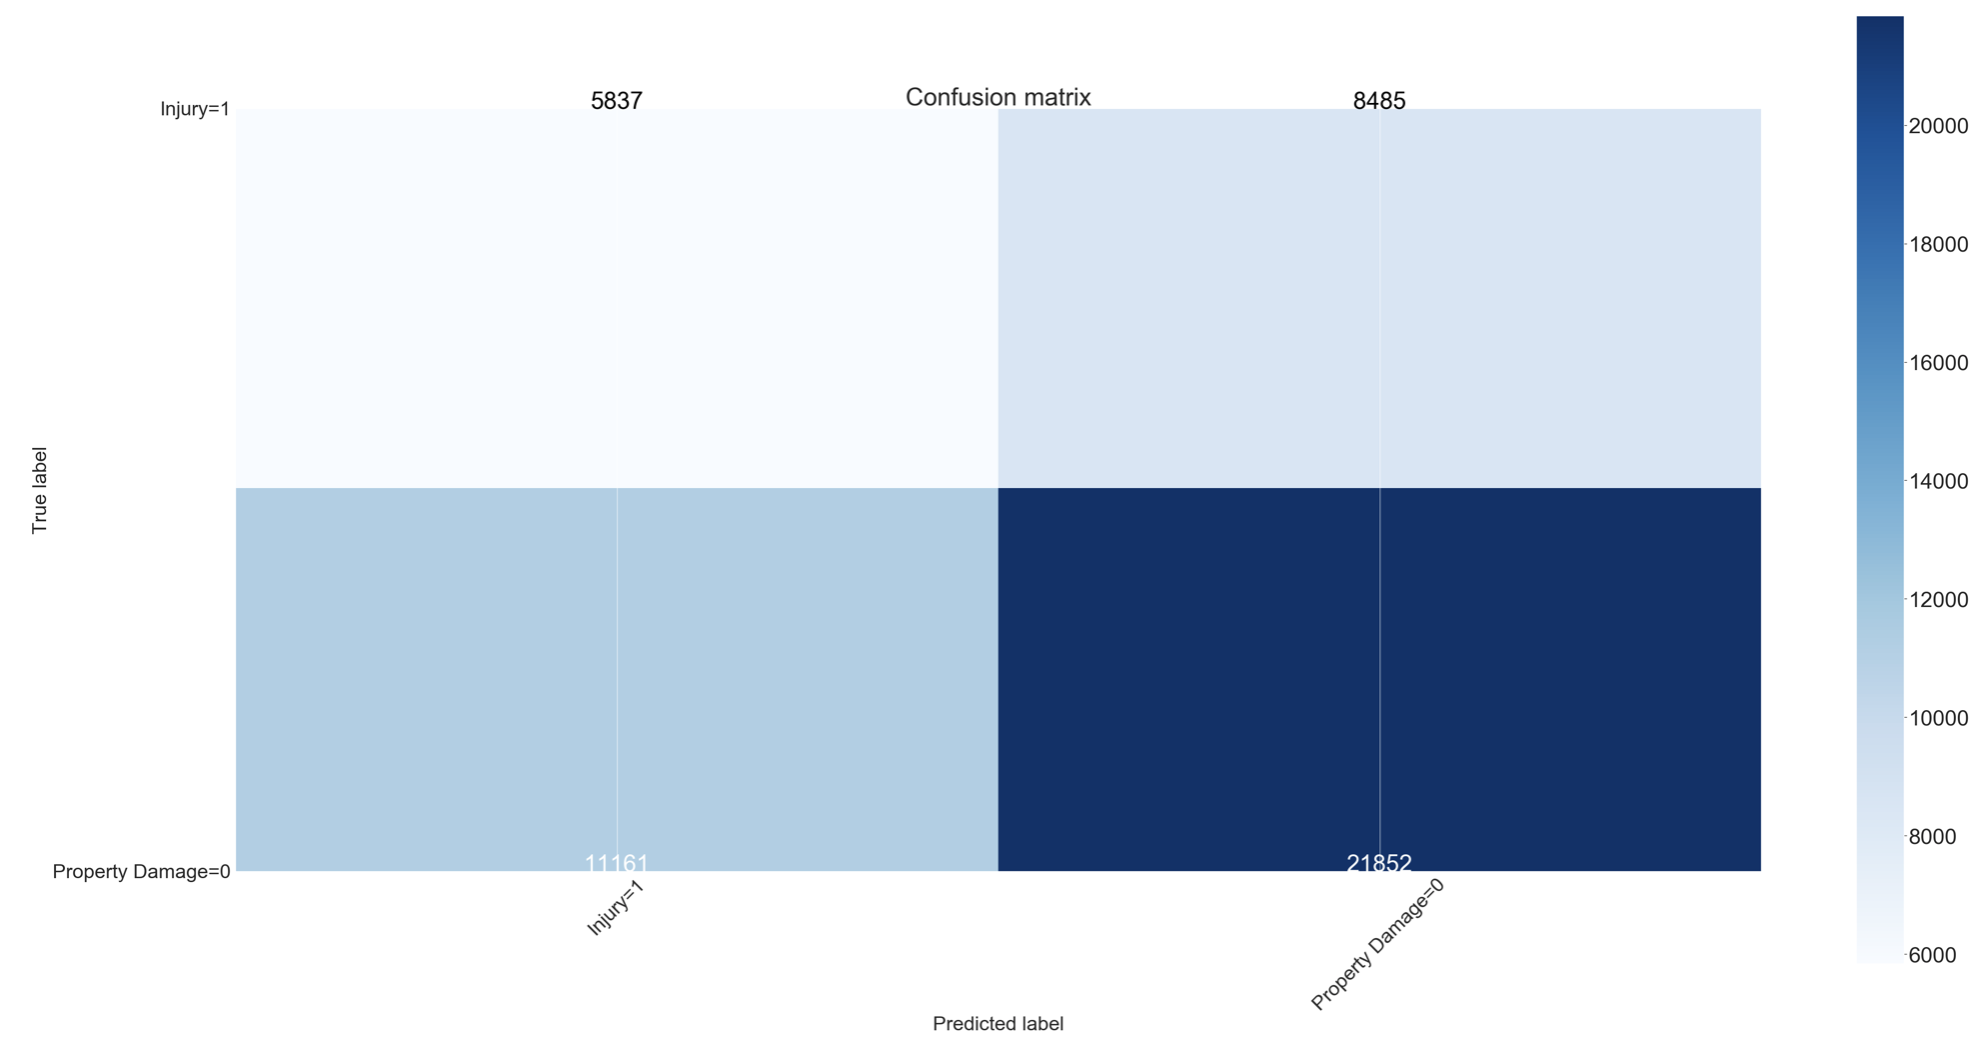 Confusion matrix
Injury=1
5837
8485
True label
Property Damage=0
11161
21852
Injury=1
Property Damage=0
Predicted label
20000
18000
16000
14000
12000
10000
8000
6000